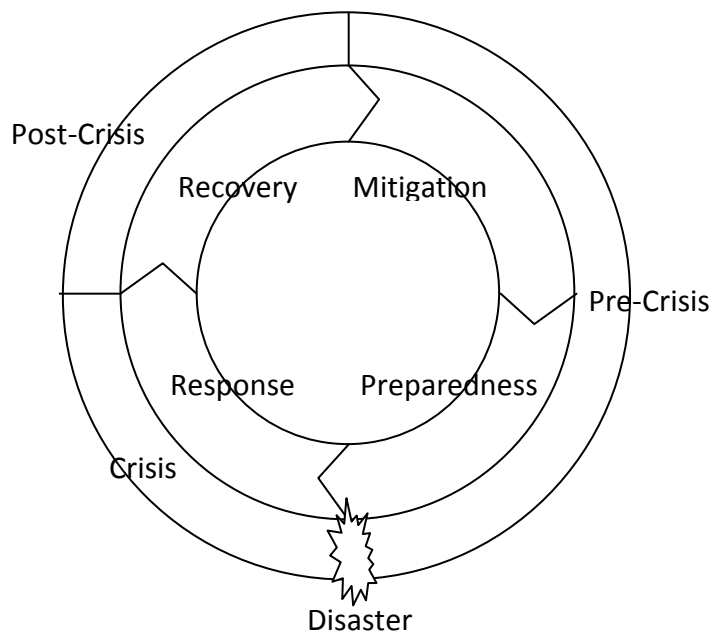 Post-Crisis
Recovery
Mitigation
Pre-Crisis
Response
Preparedness
Crisis
Disaster